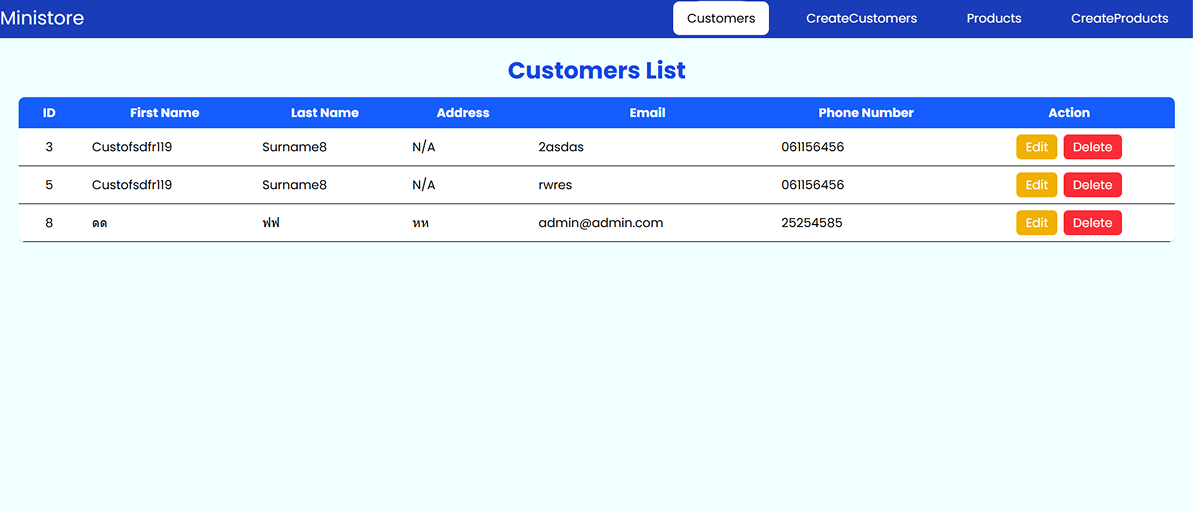 Ministore Customers CreateCustomers Products CreateProducts
Customers List
ID First Name Last Name Address Email Phone Number Action
3 Custofsdfr119 Surname8 N/A 2asdas 061156456 Edit Delete
5 Custofsdfr119 Surname8 N/A rwres 061156456 Edit Delete
8 ดด ฟฟ หห admin@admin.com 25254585 Edit Delete